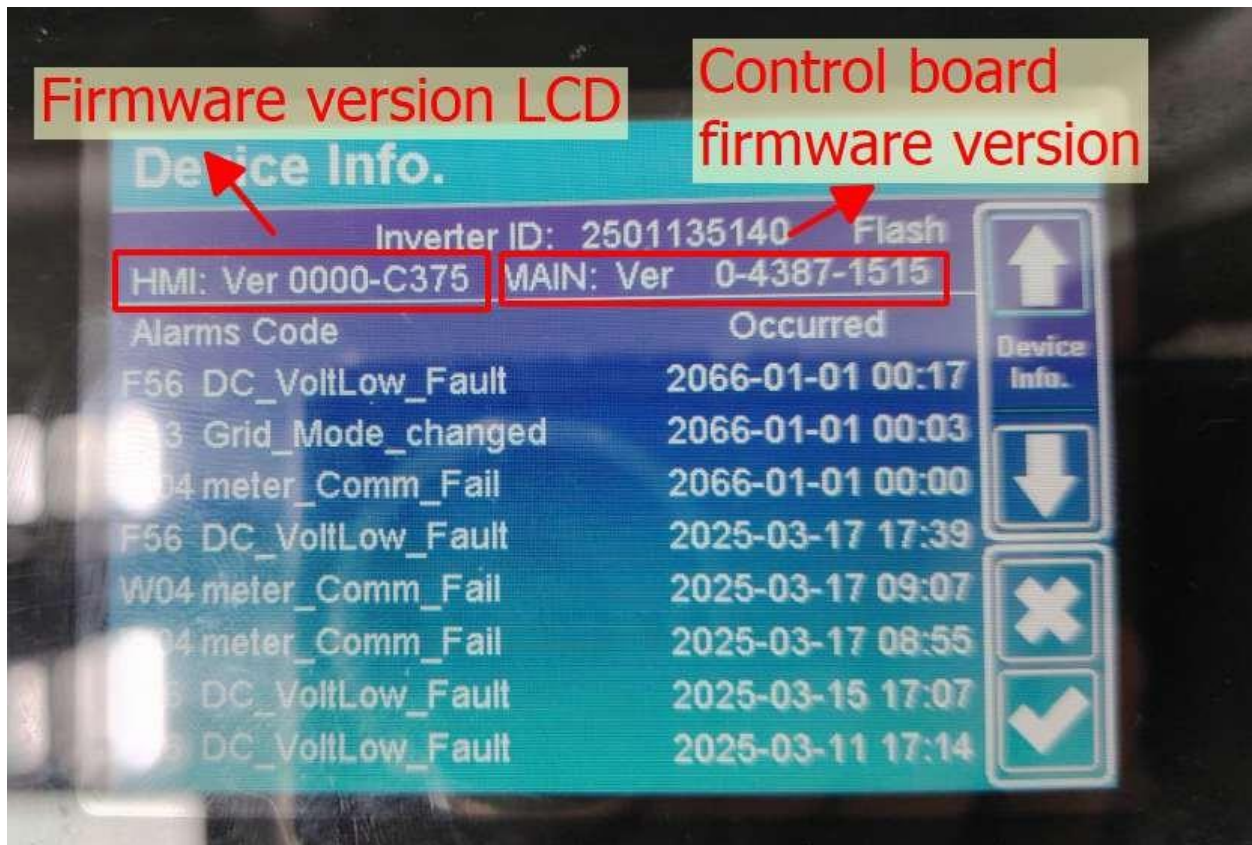 Firmware version LCD
Control board
firmware version
Device Info.
Inverter ID: 2501135140 Flash
HMI: Ver 0000-C375 MAIN: Ver 0-4387-1515
Alarms Code Occurred
F56 DC_VoltLow_Fault 2066-01-01 00:17
Grid_Mode_changed 2066-01-01 00:03
meter_Comm_Fail 2066-01-01 00:00
F56 DC_VoltLow_Fault 2025-03-17 17:39
W04 meter_Comm_Fail 2025-03-17 09:07
meter_Comm_Fail 2025-03-17 08:55
DC_VoltLow_Fault 2025-03-15 17:07
DC_VoltLow_Fault 2025-03-11 17:14
Device
Info.